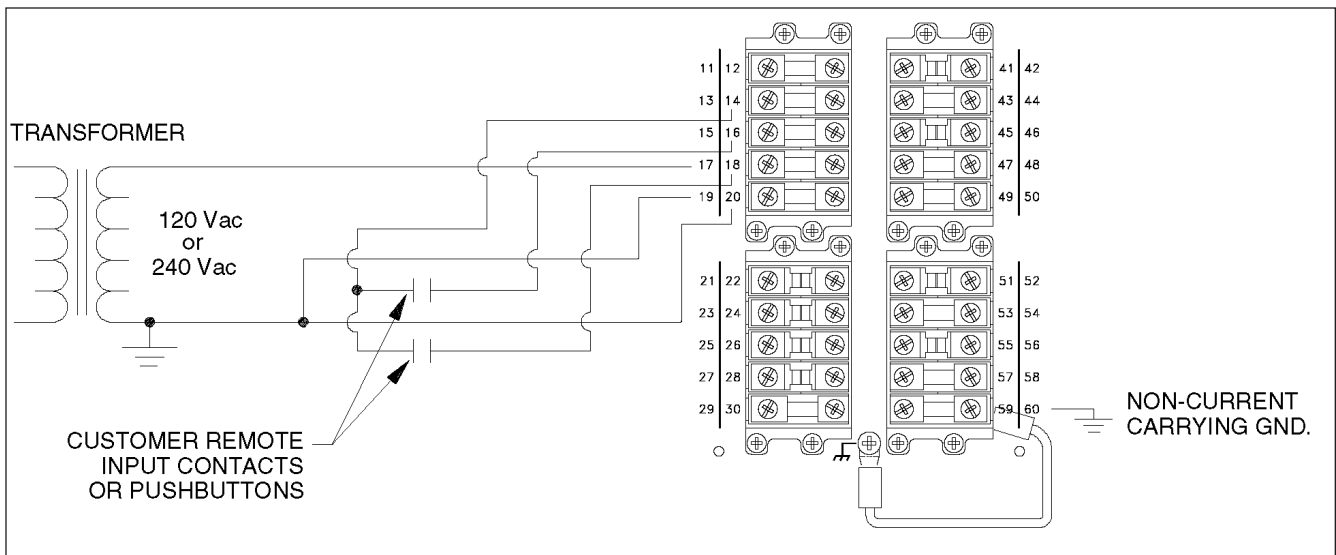 TRANSFORMER
120 Vac
or
240 Vac
CUSTOMER REMOTE
INPUT CONTACTS
OR PUSHBUTTONS
11 12
13 14
15 16
17 18
19 20
21 22
23 24
25 26
27 28
29 30
41 42
43 44
45 46
47 48
49 50
51 52
53 54
55 56
57 58
59 60
NON-CURRENT
CARRYING GND.